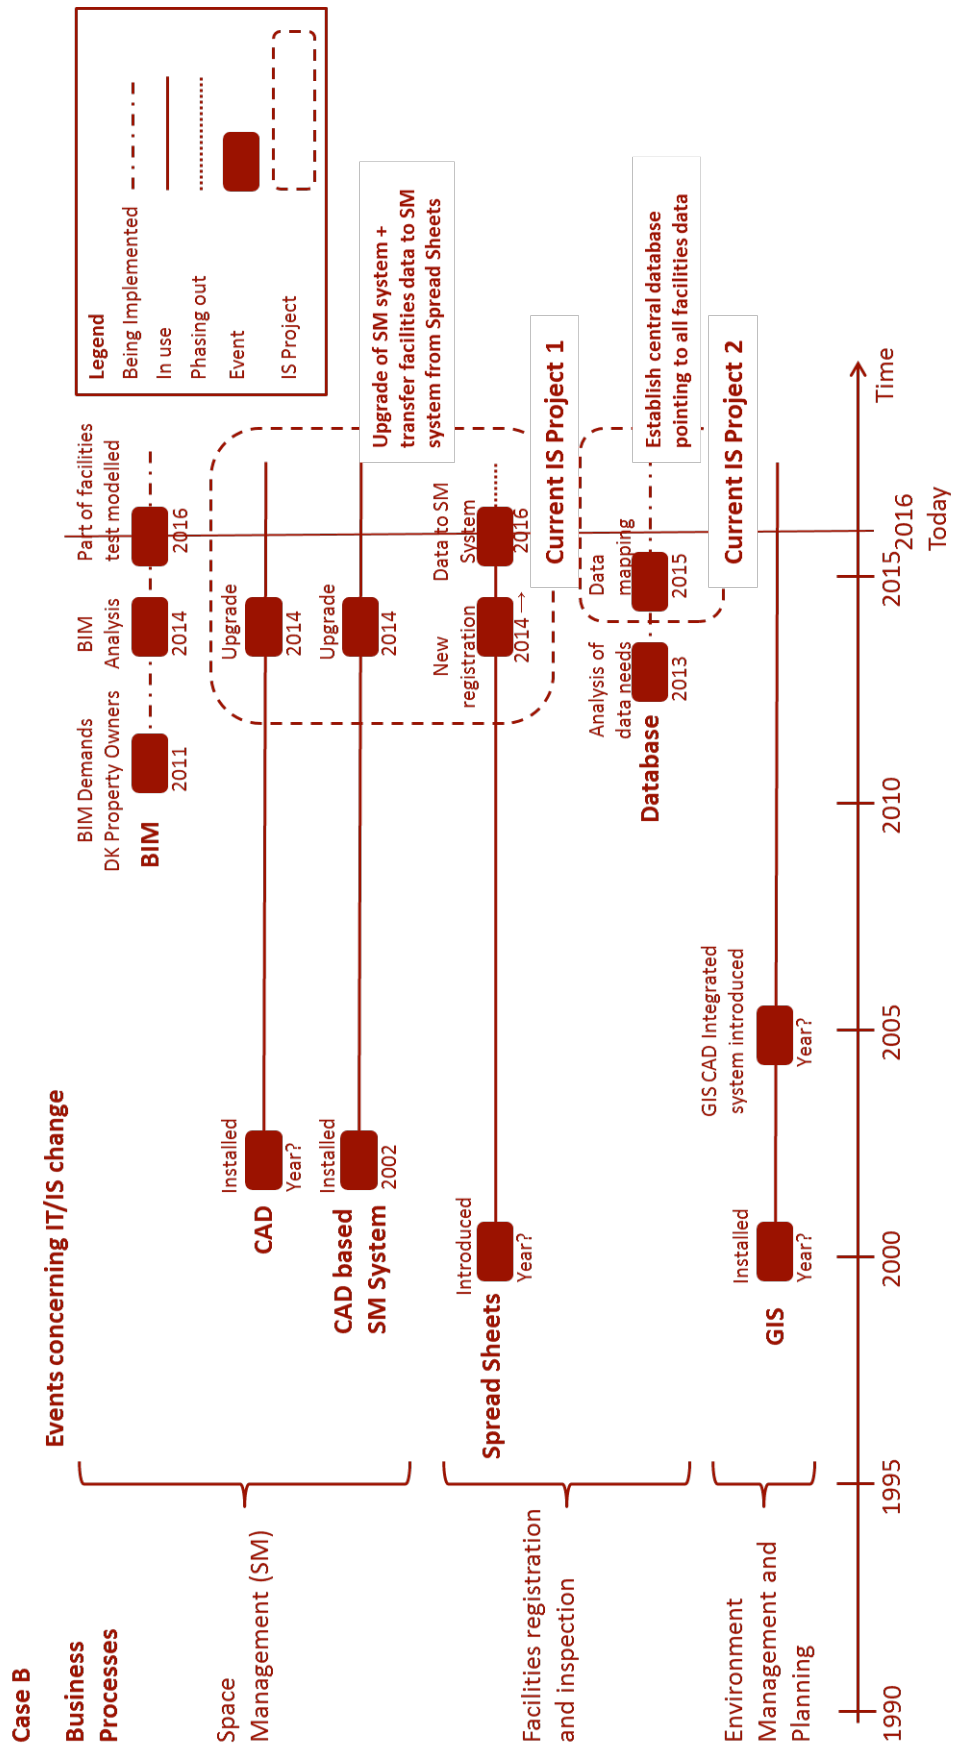 Case B
Business
Processes
Events concerning IT/IS change
Legend
Being Implemented
In use
Phasing out
Event
IS Project
Space
Management (SM)
BIM
BIM Demands
DK Property Owners
2011
BIM
Analysis
2014
Part of facilities
test modelled
2016
CAD
Installed
Year?
Upgrade
2014
CAD based
SM System
Installed
2002
Upgrade
2014
Upgrade of SM system +
transfer facilities data to SM
system from Spread Sheets
Facilities registration
and inspection
Spread Sheets
Introduced
Year?
New
registration
2014 →
Data to SM
System
2016
Current IS Project 1
Database
Analysis of
data needs
2013
Data
mapping
2015
Establish central database
pointing to all facilities data
Current IS Project 2
Environment
Management and
Planning
GIS
Installed
Year?
GIS CAD Integrated
system introduced
Year?
1990
1995
2000
2005
2010
2015
2016
Today
Time